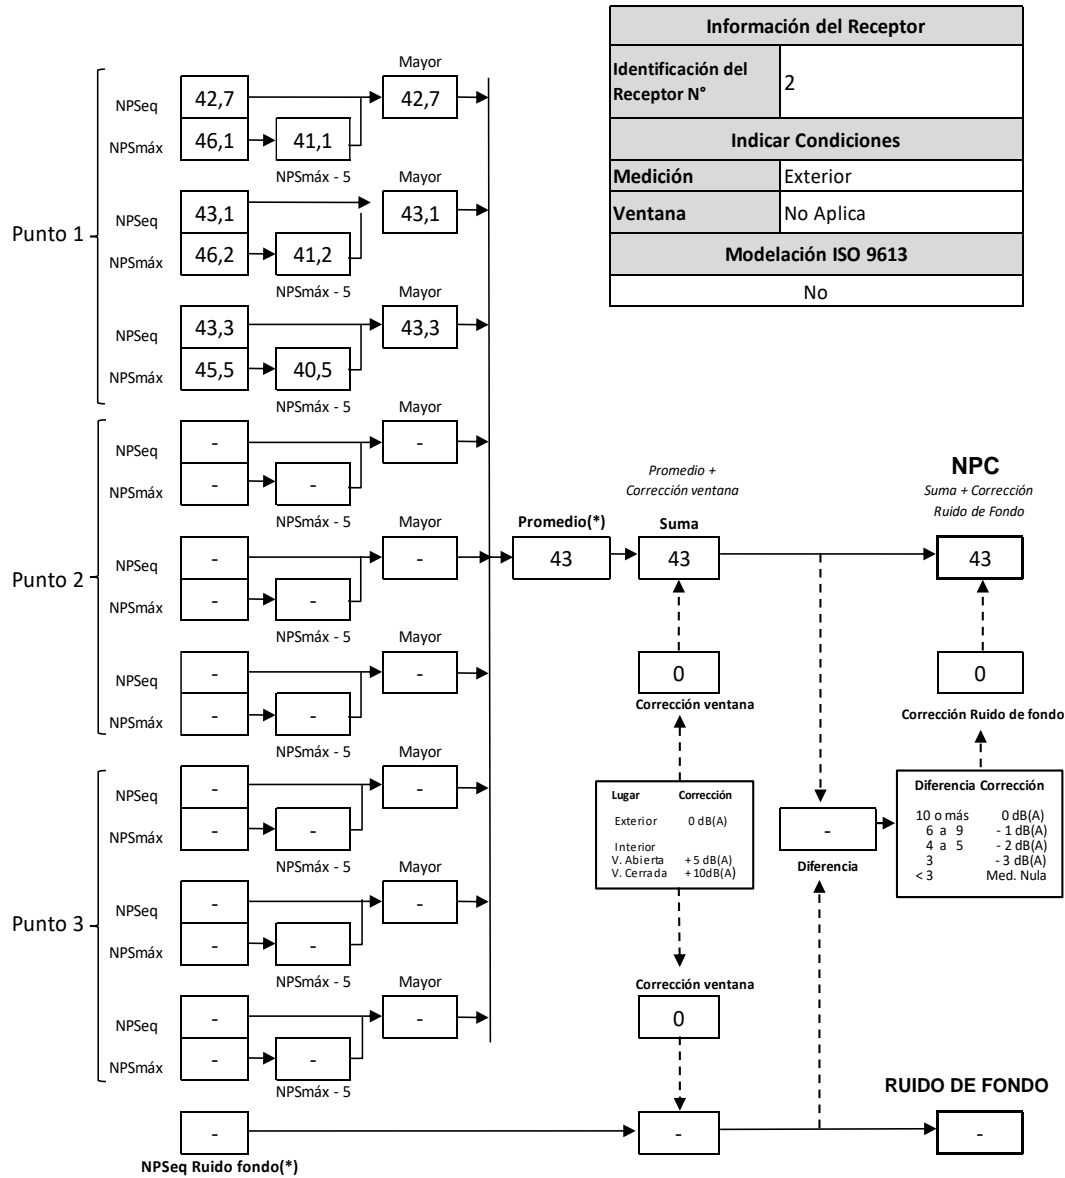 Información del Receptor
Identificación del
Receptor N°
2
Indicar Condiciones
Medición Exterior
Ventana No Aplica
Modelación ISO 9613
No
Punto 1
Mayor
NPSeq 42,7 42,7
NPSmáx 46,1 41,1
NPSmáx - 5
Mayor
NPSeq 43,1 43,1
NPSmáx 46,2 41,2
NPSmáx - 5
Mayor
NPSeq 43,3 43,3
NPSmáx 45,5 40,5
NPSmáx - 5
Punto 2
Mayor
NPSeq - -
NPSmáx - -
NPSmáx - 5
Mayor
NPSeq - -
NPSmáx - -
NPSmáx - 5
Mayor
NPSeq - -
NPSmáx - -
NPSmáx - 5
Punto 3
Mayor
NPSeq - -
NPSmáx - -
NPSmáx - 5
Mayor
NPSeq - -
NPSmáx - -
NPSmáx - 5
Mayor
NPSeq - -
NPSmáx - -
NPSmáx - 5
Promedio(*)
43
Promedio +
Corrección ventana
Suma
43
0
Corrección ventana
Lugar Corrección
Exterior 0 dB(A)
Interior
V. Abierta + 5 dB(A)
V. Cerrada + 10dB(A)
Corrección ventana
0
NPC
Suma + Corrección
Ruido de Fondo
43
0
Corrección Ruido de fondo
Diferencia Corrección
10 o más 0 dB(A)
6 a 9 - 1 dB(A)
4 a 5 - 2 dB(A)
3 - 3 dB(A)
< 3 Med. Nula
-
Diferencia
RUIDO DE FONDO
- - -
NPSeq Ruido fondo(*)